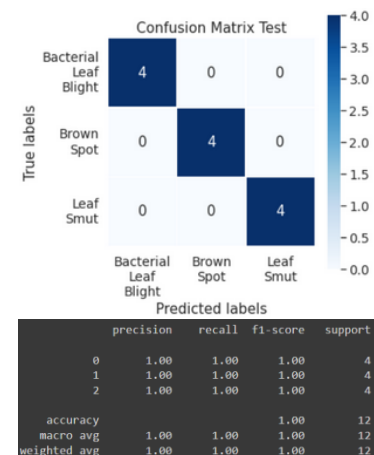 Confusion Matrix Test
4.0
3.5
3.0
2.5
2.0
1.5
1.0
0.5
0.0
True labels
Bacterial
Leaf
Blight
4 0 0
Brown
Spot
0 4 0
Leaf
Smut
0 0 4
Bacterial
Leaf
Blight
Brown
Spot
Leaf
Smut
Predicted labels
precision recall f1-score support
0 1.00 1.00 1.00 4
1 1.00 1.00 1.00 4
2 1.00 1.00 1.00 4
accuracy 1.00 12
macro avg 1.00 1.00 1.00 12
weighted avg 1.00 1.00 1.00 12